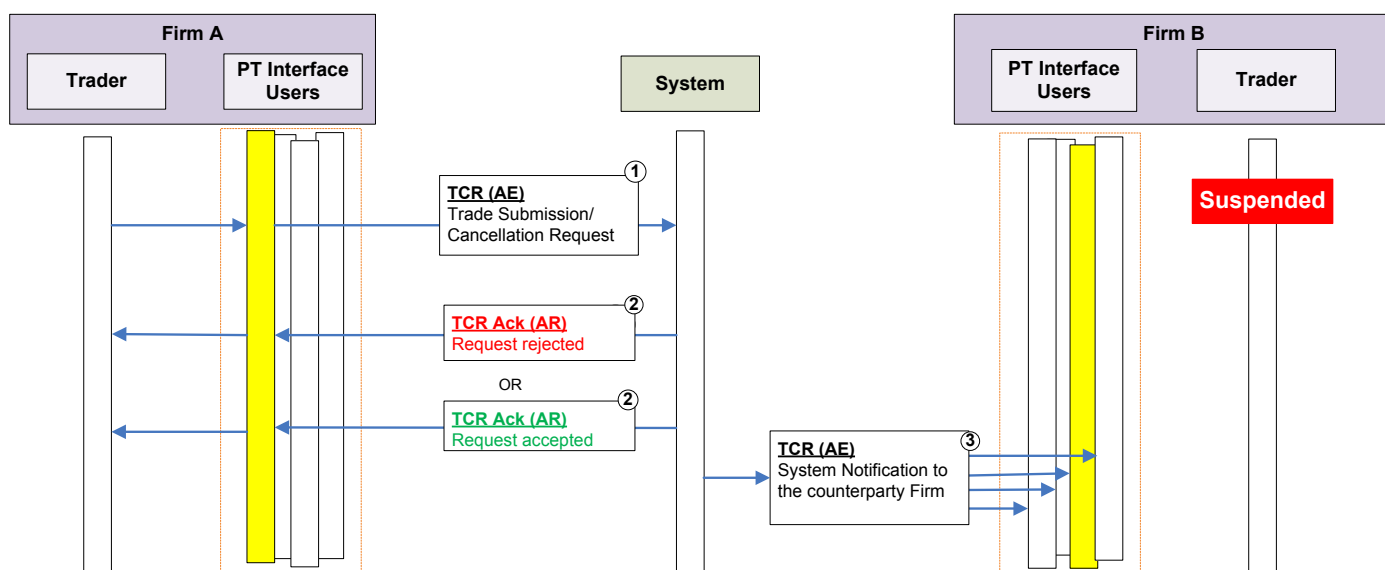 Firm A
Trader
PT Interface
Users
System
Firm B
PT Interface
Users
Trader
1
TCR (AE)
Trade Submission/
Cancellation Request
Suspended
2
TCR Ack (AR)
Request rejected
OR
2
TCR Ack (AR)
Request accepted
3
TCR (AE)
System Notification to
the counterparty Firm